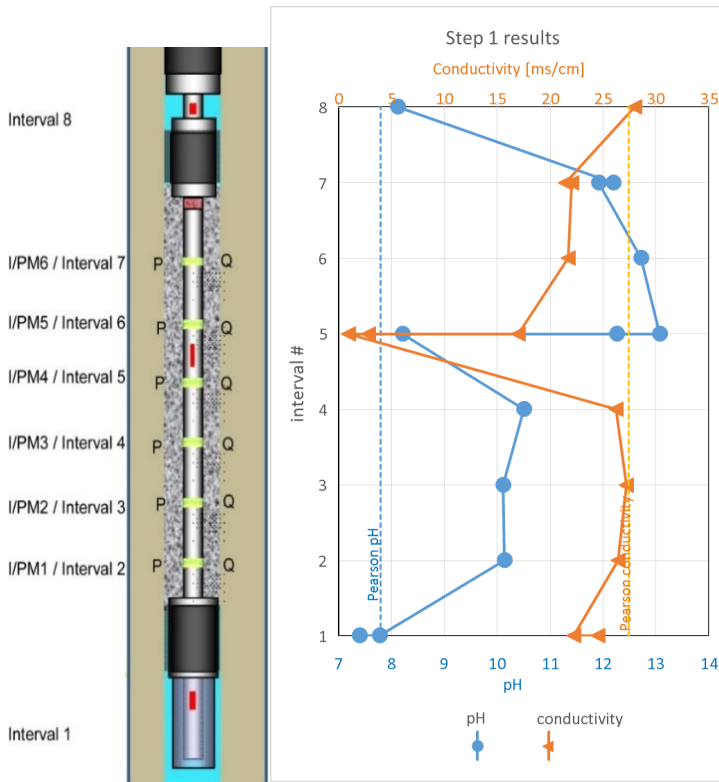 Interval 8
I/PM6 / Interval 7
P
Q
I/PM5 / Interval 6
P
Q
I/PM4 / Interval 5
P
Q
I/PM3 / Interval 4
P
Q
I/PM2 / Interval 3
P
Q
I/PM1 / Interval 2
P
Q
Interval 1
Step 1 results
Conductivity [ms/cm]
0 5 10 15 20 25 30 35
8
7
6
5
4
3
2
1
interval #
Pearson pH
Pearson conductivity
7 8 9 10 11 12 13 14
pH
pH conductivity